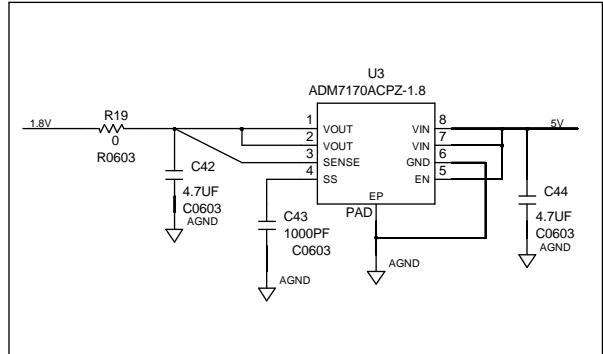 U3
ADM7170ACPZ-1.8
1.8V
R19
0
R0603
1
2
3
4
VOUT
VOUT
SENSE
SS
VIN
VIN
GND
EN
8
7
6
5
5V
EP
PAD
C42
4.7UF
C0603
AGND
C43
1000PF
C0603
AGND
AGND
C44
4.7UF
C0603
AGND